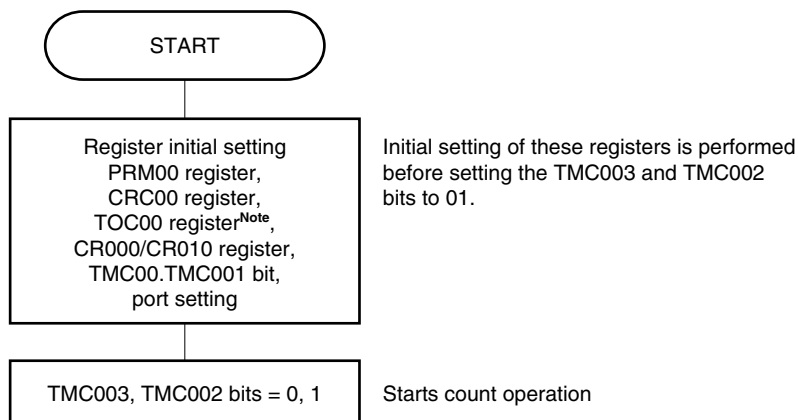 START
Register initial setting
PRM00 register,
CRC00 register,
TOC00 registerNote,
CR000/CR010 register,
TMC00.TMC001 bit,
port setting
Initial setting of these registers is performed
before setting the TMC003 and TMC002
bits to 01.
TMC003, TMC002 bits = 0, 1
Starts count operation